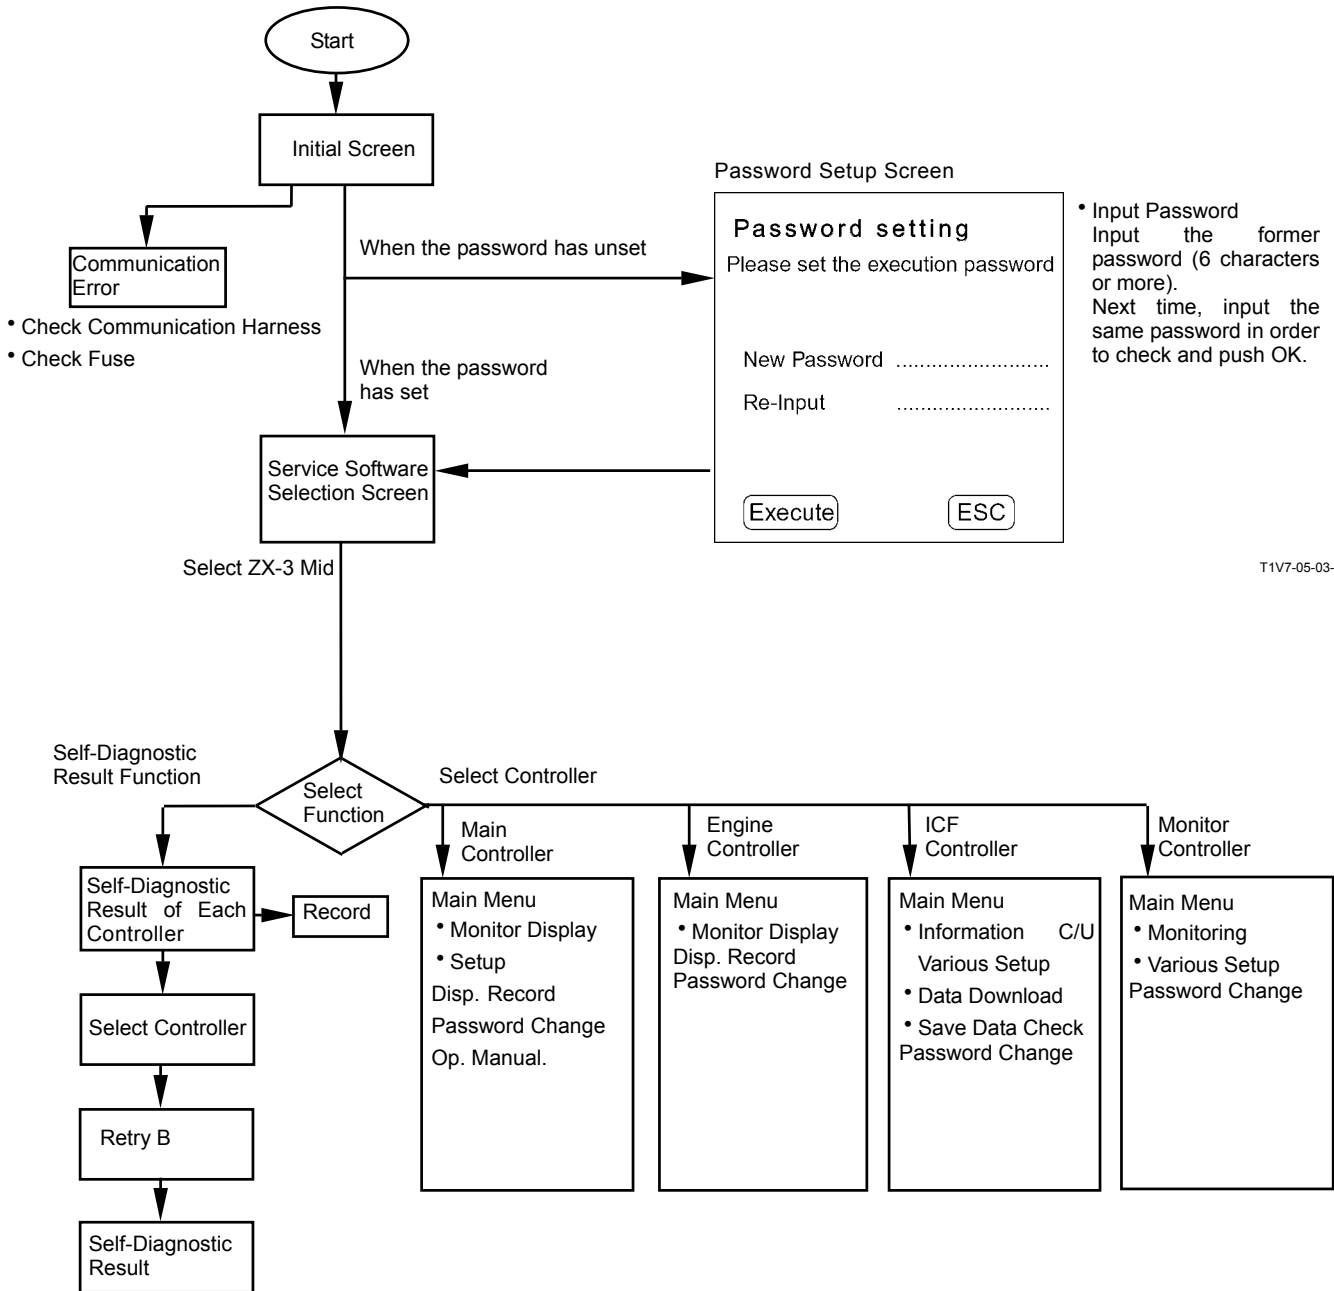 Start
Initial Screen
Communication
Error
• Check Communication Harness
• Check Fuse
When the password has unset
When the password
has set
Password Setup Screen
Password setting
Please set the execution password
New Password ..........................
Re-Input ..........................
Execute
ESC
• Input Password
Input the former
password (6 characters
or more).
Next time, input the
same password in order
to check and push OK.
Service Software
Selection Screen
Select ZX-3 Mid
T1V7-05-03-
Self-Diagnostic
Result Function
Select
Function
Select Controller
Self-Diagnostic
Result of Each
Controller
Record
Select Controller
Retry B
Self-Diagnostic
Result
Main
Controller
Main Menu
• Monitor Display
• Setup
Disp. Record
Password Change
Op. Manual.
Engine
Controller
Main Menu
• Monitor Display
Disp. Record
Password Change
ICF
Controller
Main Menu
• Information C/U
Various Setup
• Data Download
• Save Data Check
Password Change
Monitor
Controller
Main Menu
• Monitoring
• Various Setup
Password Change